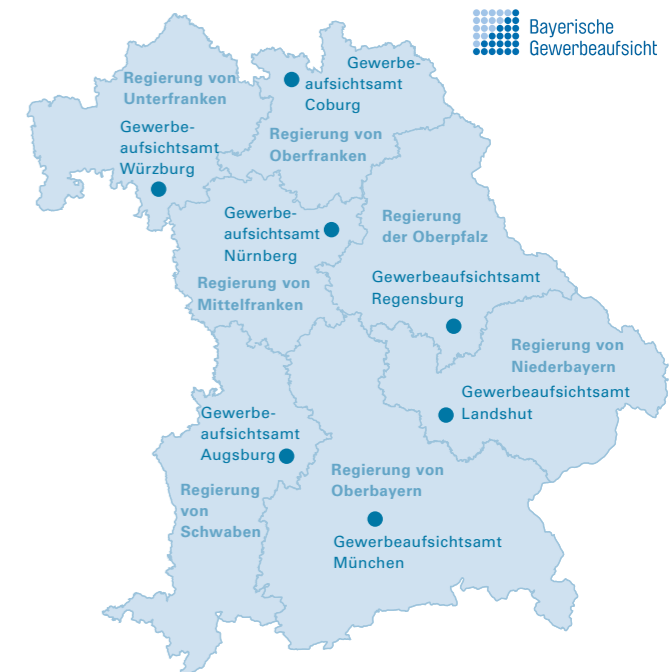 Bayerische
Gewerbeaufsicht
Gewerbe-
aufsichtsamt
Coburg
Regierung von
Unterfranken
Gewerbe-
aufsichtsamt
Würzburg
Regierung von
Oberfranken
Gewerbe-
aufsichtsamt
Nürnberg
Regierung
der Oberpfalz
Regierung von
Mittelfranken
Gewerbeaufsichtsamt
Regensburg
Regierung von
Niederbayern
Gewerbeaufsichtsamt
Landshut
Gewerbe-
aufsichtsamt
Augsburg
Regierung
von
Schwaben
Regierung von
Oberbayern
Gewerbeaufsichtsamt
München